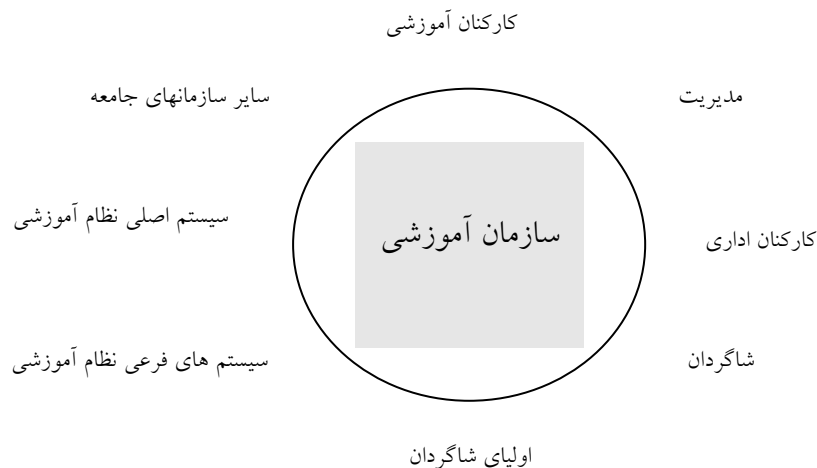 کارکنان آموزشی
مدیریت
سایر سازمانهای جامعه
سازمان آموزشی
کارکنان اداری
سیستم اصلی نظام آموزشی
شاگردان
سیستم های فرعی نظام آموزشی
اولیای شاگردان